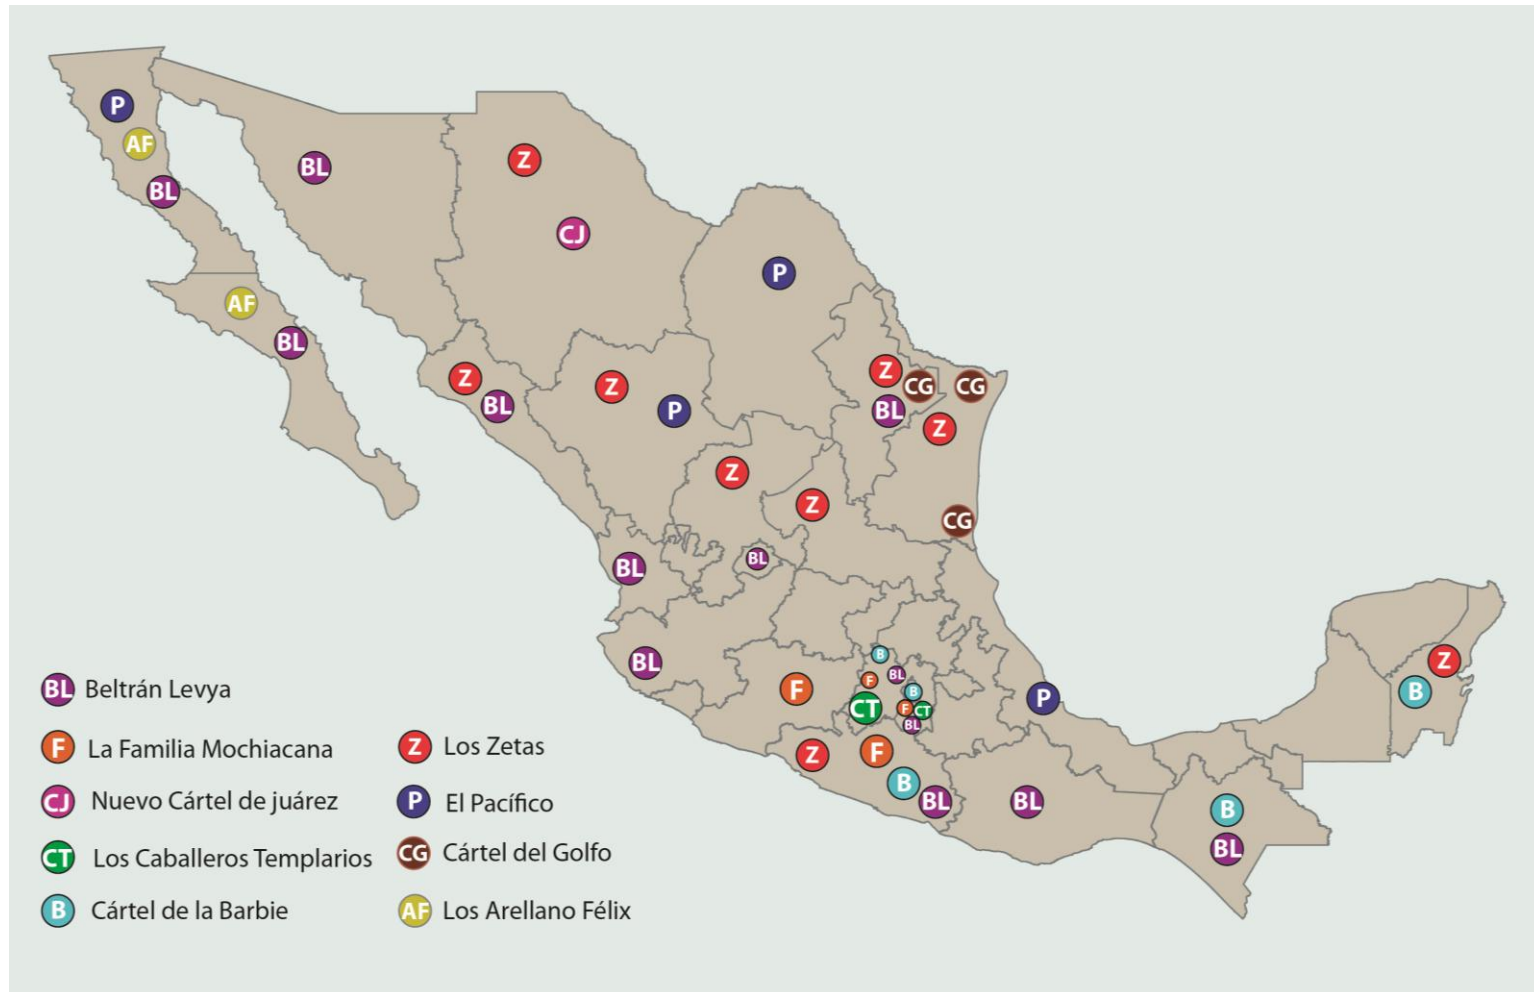 P
AF
BL
BL
Z
CJ
P
AF
BL
Z
BL
Z
P
Z
CG
CG
BL
Z
Z
Z
CG
BL
BL
BL
B
BL
F
F
B
CT
F
CT
BL
P
Z
B
Z
F
B
BL
BL
B
BL
BL Beltrán Levya
F La Familia Mochiacana
CJ Nuevo Cártel de juárez
CT Los Caballeros Templarios
B Cártel de la Barbie
Z Los Zetas
P El Pacífico
CG Cártel del Golfo
AF Los Arellano Félix